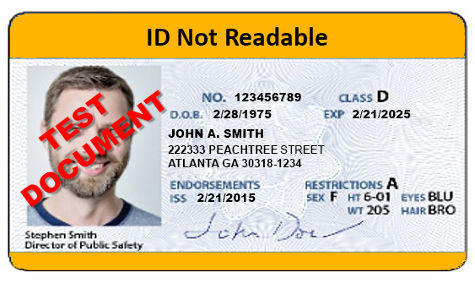 ID Not Readable
TEST
DOCUMENT
NO. 123456789 CLASS D
D.O.B. 2/28/1975 EXP 2/21/2025
JOHN A. SMITH
222333 PEACHTREE STREET
ATLANTA GA 30318-1234
ENDORSEMENTS RESTRICTIONS A
ISS 2/21/2015 SEX F HT 6-01 EYES BLU
WT 205 HAIR BRO
John Doe
Stephen Smith
Director of Public Safety